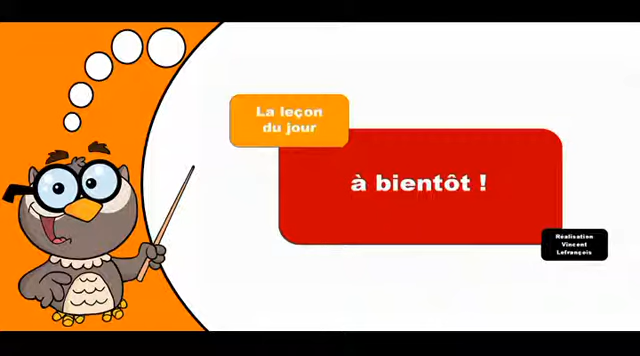 La leçon
du jour
à bientôt !
Réalisation
Vincent
Lefrançois